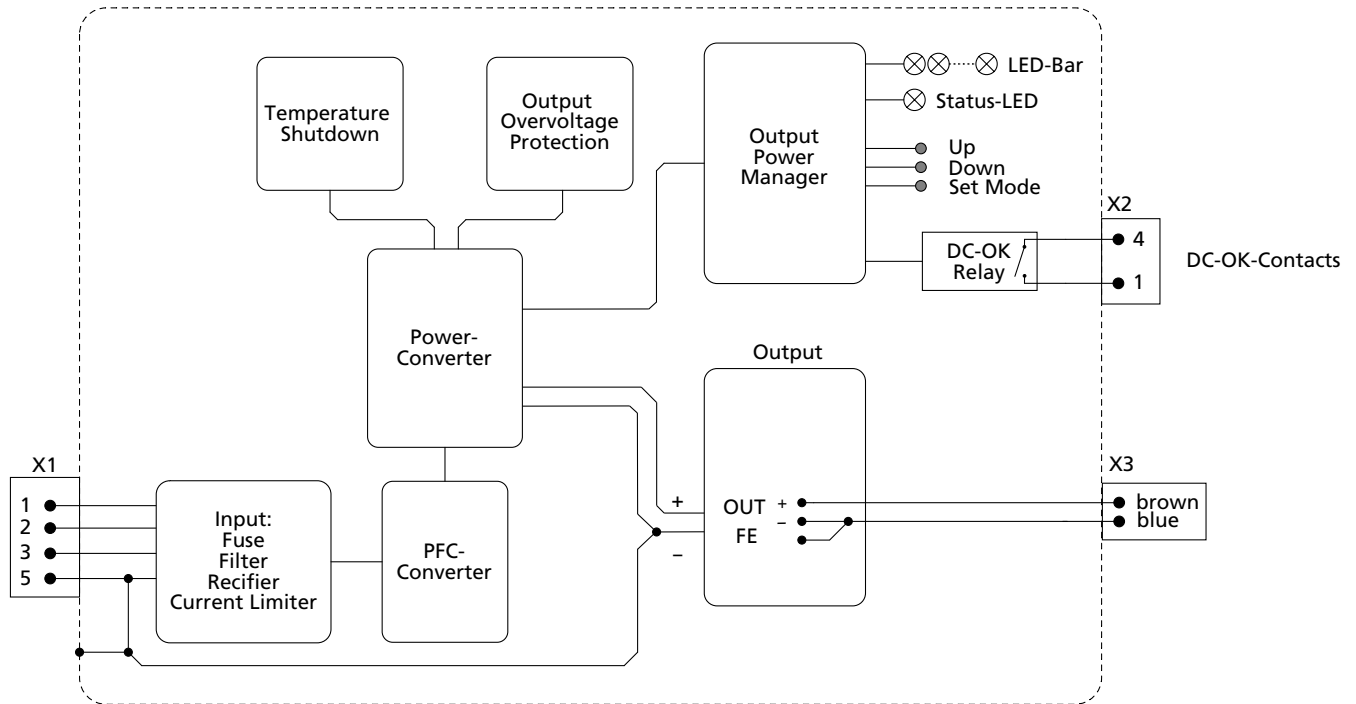 Temperature
Shutdown
Output
Overvoltage
Protection
Output
Power
Manager
LED-Bar
Status-LED
Up
Down
Set Mode
X2
DC-OK
Relay
4
1
DC-OK-Contacts
Power-
Converter
Output
X1
1
2
3
5
Input:
Fuse
Filter
Recifier
Current Limiter
PFC-
Converter
+
−
OUT + 
−
FE
X3
brown
blue